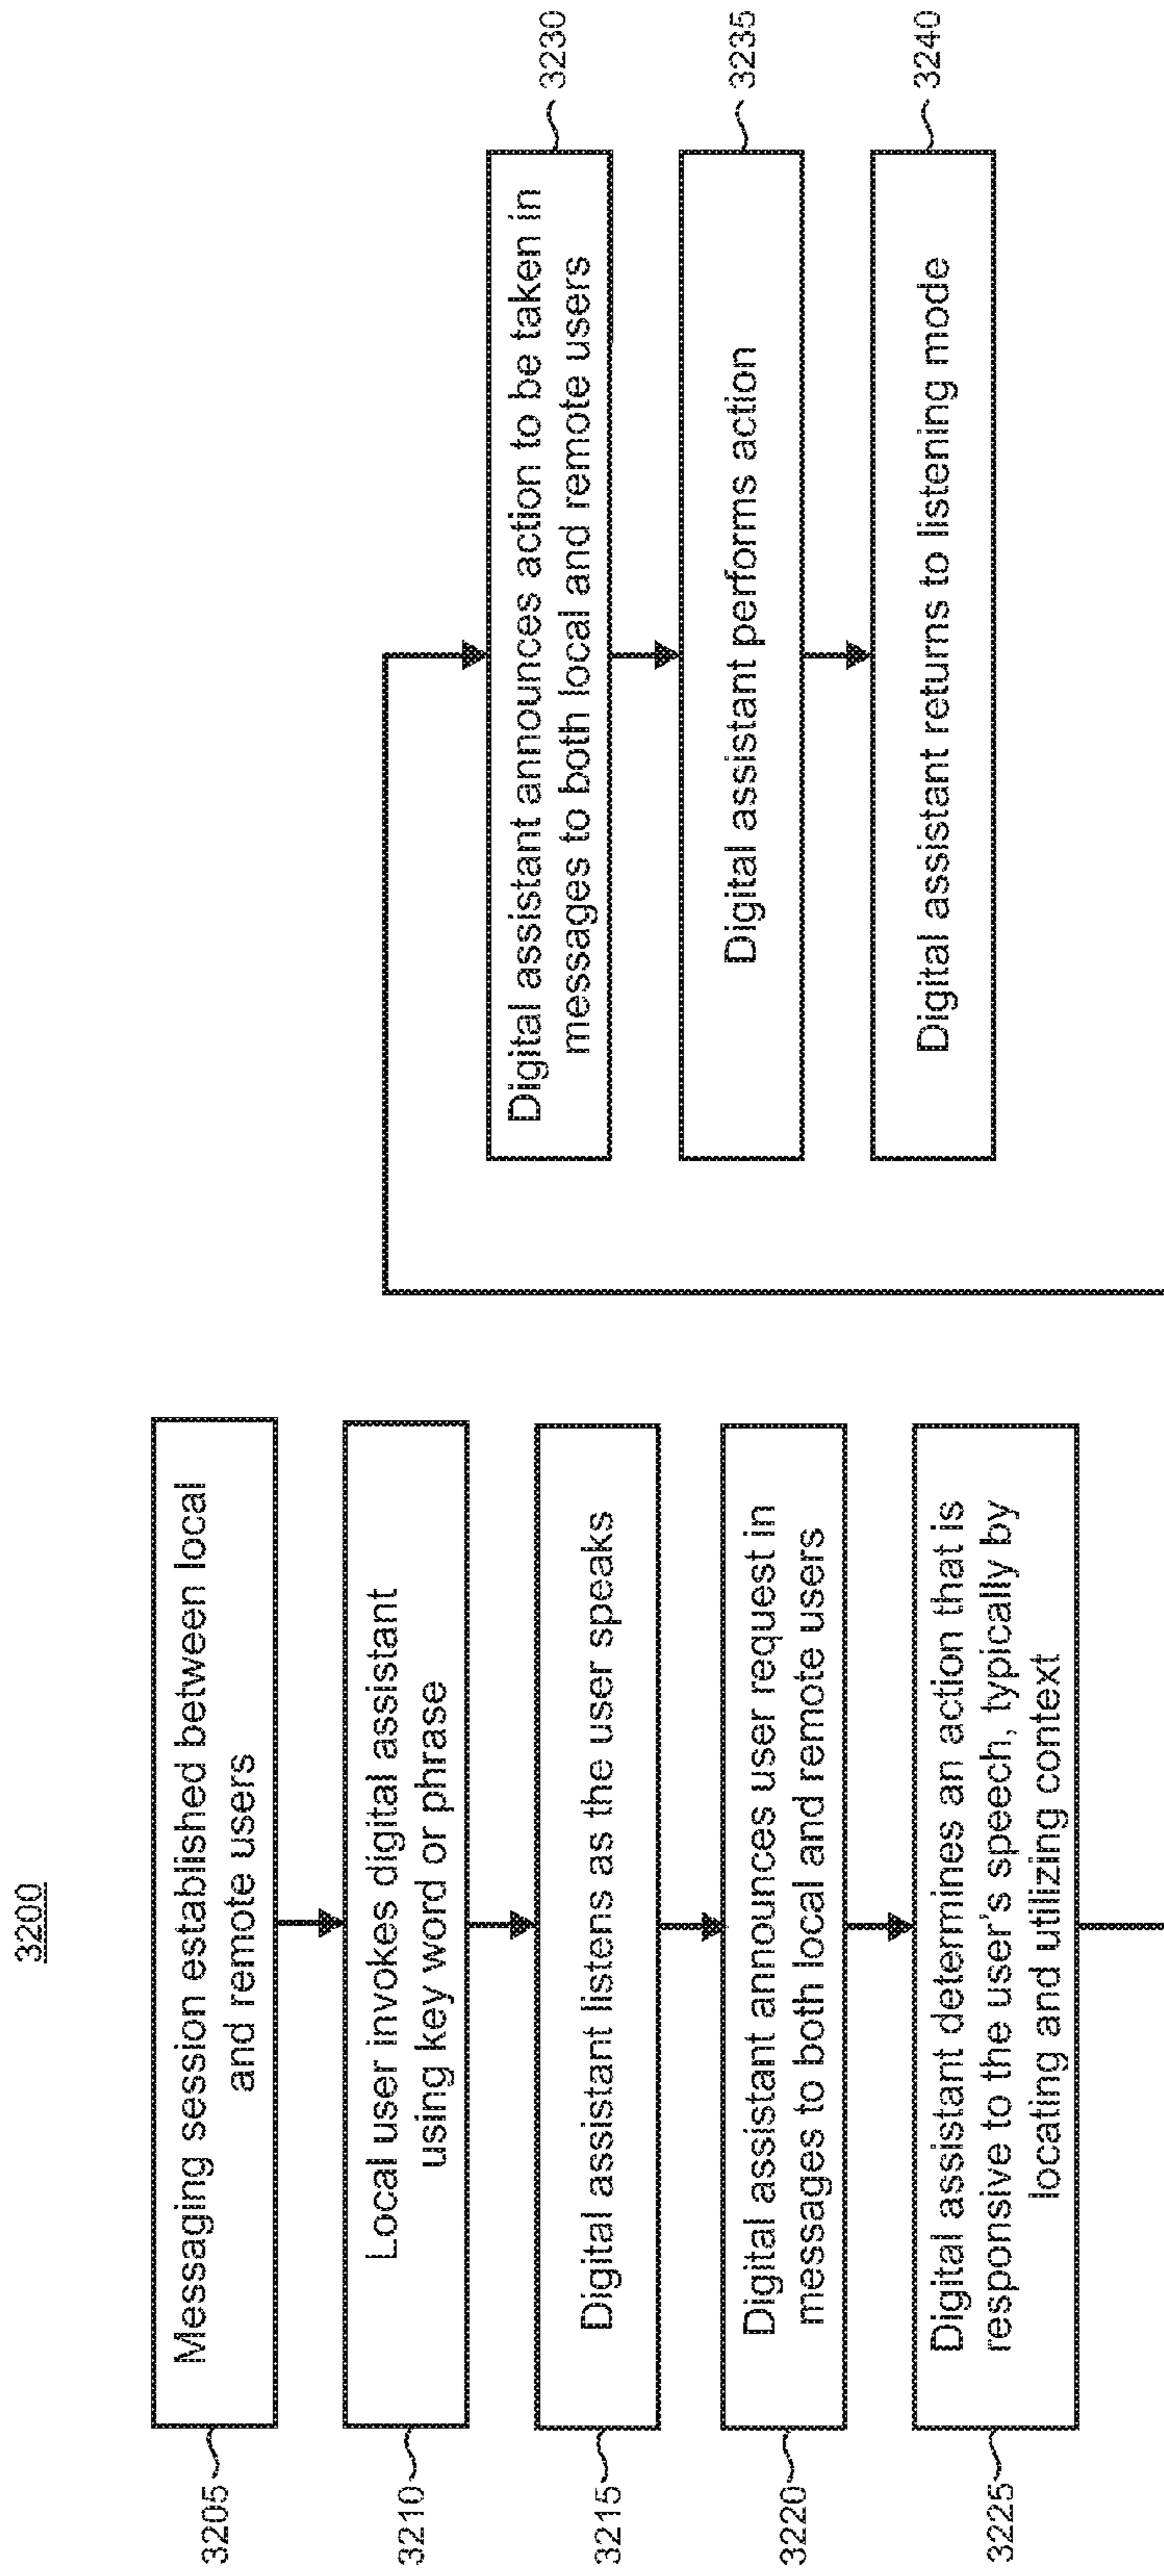 3200
3205
Messaging session established between local
and remote users
3210
Local user invokes digital assistant
using key word or phrase
3215
Digital assistant listens as the user speaks
3220
Digital assistant announces user request in
messages to both local and remote users
3225
Digital assistant determines an action that is
responsive to the user's speech, typically by
locating and utilizing context
Digital assistant announces action to be taken in
messages to both local and remote users
3230
Digital assistant performs action
3235
Digital assistant returns to listening mode
3240